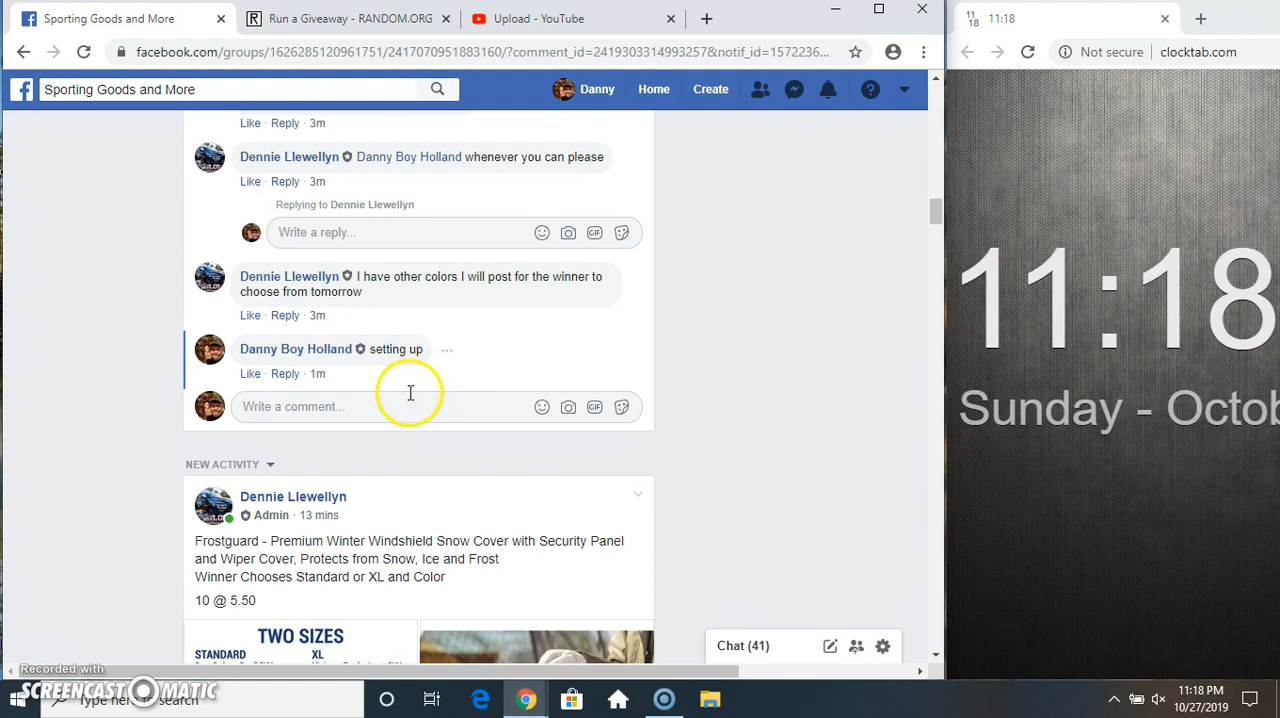 Sporting Goods and More
Run a Giveaway - RANDOM.ORG
Upload - YouTube
11
18
11:18
facebook.com/groups/1626285120961751/2417070951883160/?comment_id=2419303314993257&notif_id=1572236...
Not secure
clocktab.com
Sporting Goods and More
Danny
Home
Create
Like · Reply · 3m
Dennie Llewellyn Danny Boy Holland whenever you can please
Like · Reply · 3m
Replying to Dennie Llewellyn
Write a reply...
GIF
Dennie Llewellyn I have other colors I will post for the winner to
choose from tomorrow
Like · Reply · 3m
Danny Boy Holland setting up
Like · Reply · 1m
Write a comment...
GIF
11:18
Sunday - Octo
NEW ACTIVITY
Dennie Llewellyn
Admin · 13 mins
Frostguard - Premium Winter Windshield Snow Cover with Security Panel
and Wiper Cover, Protects from Snow, Ice and Frost
Winner Chooses Standard or XL and Color
10 @ 5.50
TWO SIZES
STANDARD XL
Chat (41)
Recorded with
SCREENCAST-O-MATIC
11:18 PM
10/27/2019